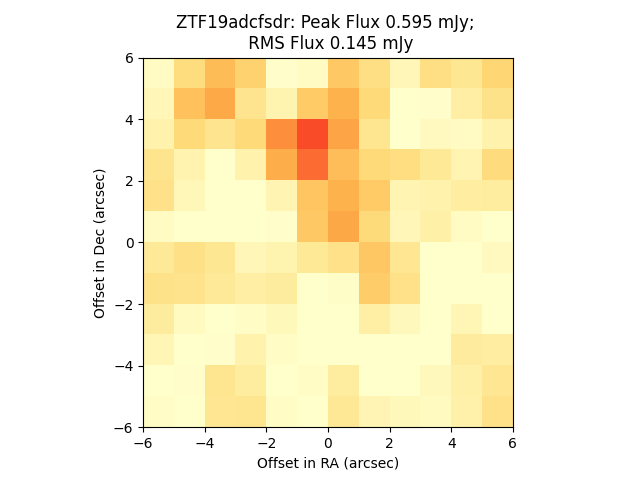 ZTF19adcfsdr: Peak Flux 0.595 mJy;
RMS Flux 0.145 mJy
6
4
2
0
−2
−4
−6
Offset in Dec (arcsec)
−6 −4 −2 0 2 4 6
Offset in RA (arcsec)